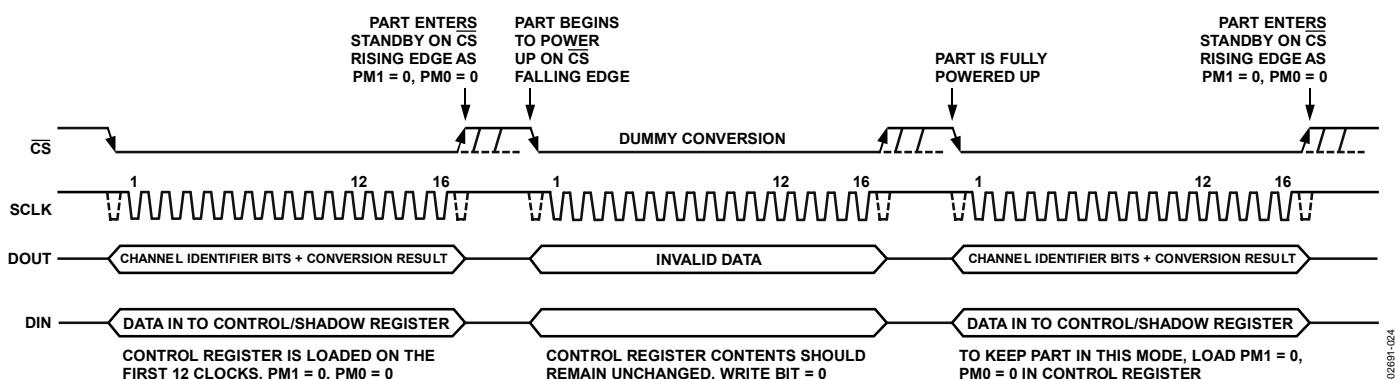 PART ENTERS
STANDBY ON CS
RISING EDGE AS
PM1 = 0, PM0 = 0
PART BEGINS
TO POWER
UP ON CS
FALLING EDGE
PART IS FULLY
POWERED UP
PART ENTERS
STANDBY ON CS
RISING EDGE AS
PM1 = 0, PM0 = 0
CS
DUMMY CONVERSION
SCLK
1 12 16
1 12 16
1 12 16
DOUT
CHANNEL IDENTIFIER BITS + CONVERSION RESULT
INVALID DATA
CHANNEL IDENTIFIER BITS + CONVERSION RESULT
DIN
DATA IN TO CONTROL/SHADOW REGISTER
DATA IN TO CONTROL/SHADOW REGISTER
CONTROL REGISTER IS LOADED ON THE
FIRST 12 CLOCKS, PM1 = 0, PM0 = 0
CONTROL REGISTER CONTENTS SHOULD
REMAIN UNCHANGED, WRITE BIT = 0
TO KEEP PART IN THIS MODE, LOAD PM1 = 0,
PM0 = 0 IN CONTROL REGISTER
02691-024